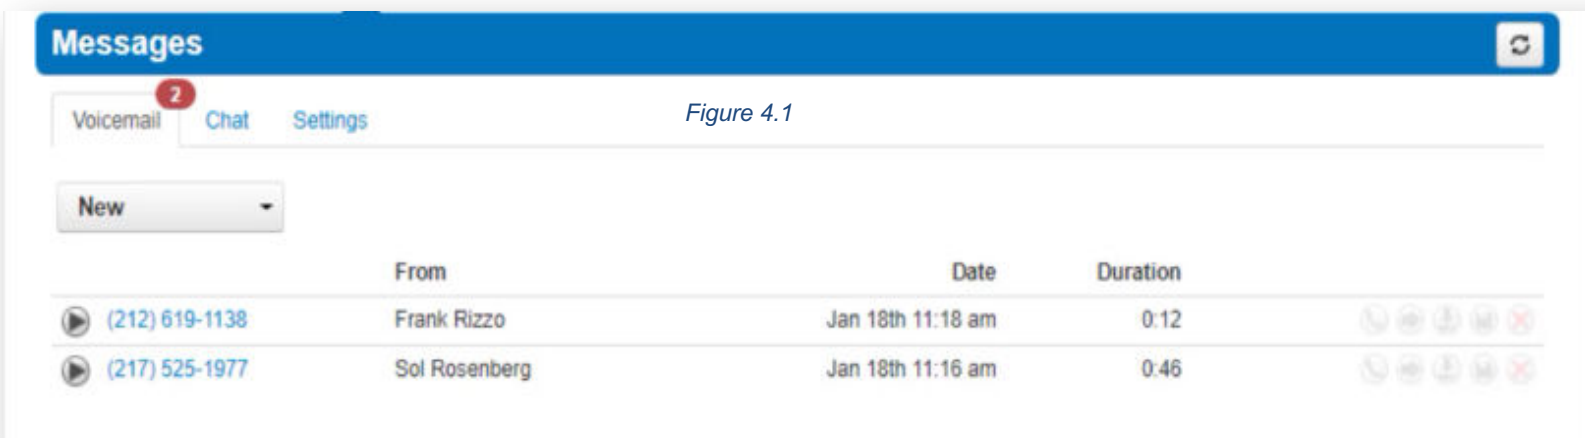 Messages
2
Voicemail Chat Settings
Figure 4.1
New
From Date Duration
(212) 619-1138 Frank Rizzo Jan 18th 11:18 am 0:12
(217) 525-1977 Sol Rosenberg Jan 18th 11:16 am 0:46